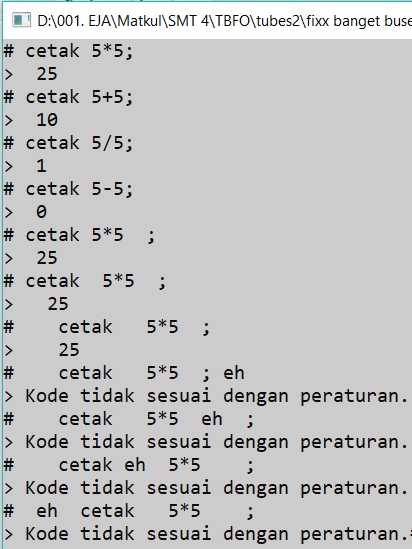 D:\001. EJA\Matkul\SMT 4\TBFO\tubes2\fixx banget buse
# cetak 5*5;
>  25
# cetak 5+5;
>  10
# cetak 5/5;
>  1
# cetak 5-5;
>  0
# cetak 5*5  ;
>  25
# cetak  5*5  ;
>   25
#    cetak   5*5  ;
>    25
#    cetak   5*5  ; eh
> Kode tidak sesuai dengan peraturan.
#    cetak   5*5  eh  ;
> Kode tidak sesuai dengan peraturan.
#    cetak eh  5*5    ;
> Kode tidak sesuai dengan peraturan.
#  eh  cetak   5*5    ;
> Kode tidak sesuai dengan peraturan.